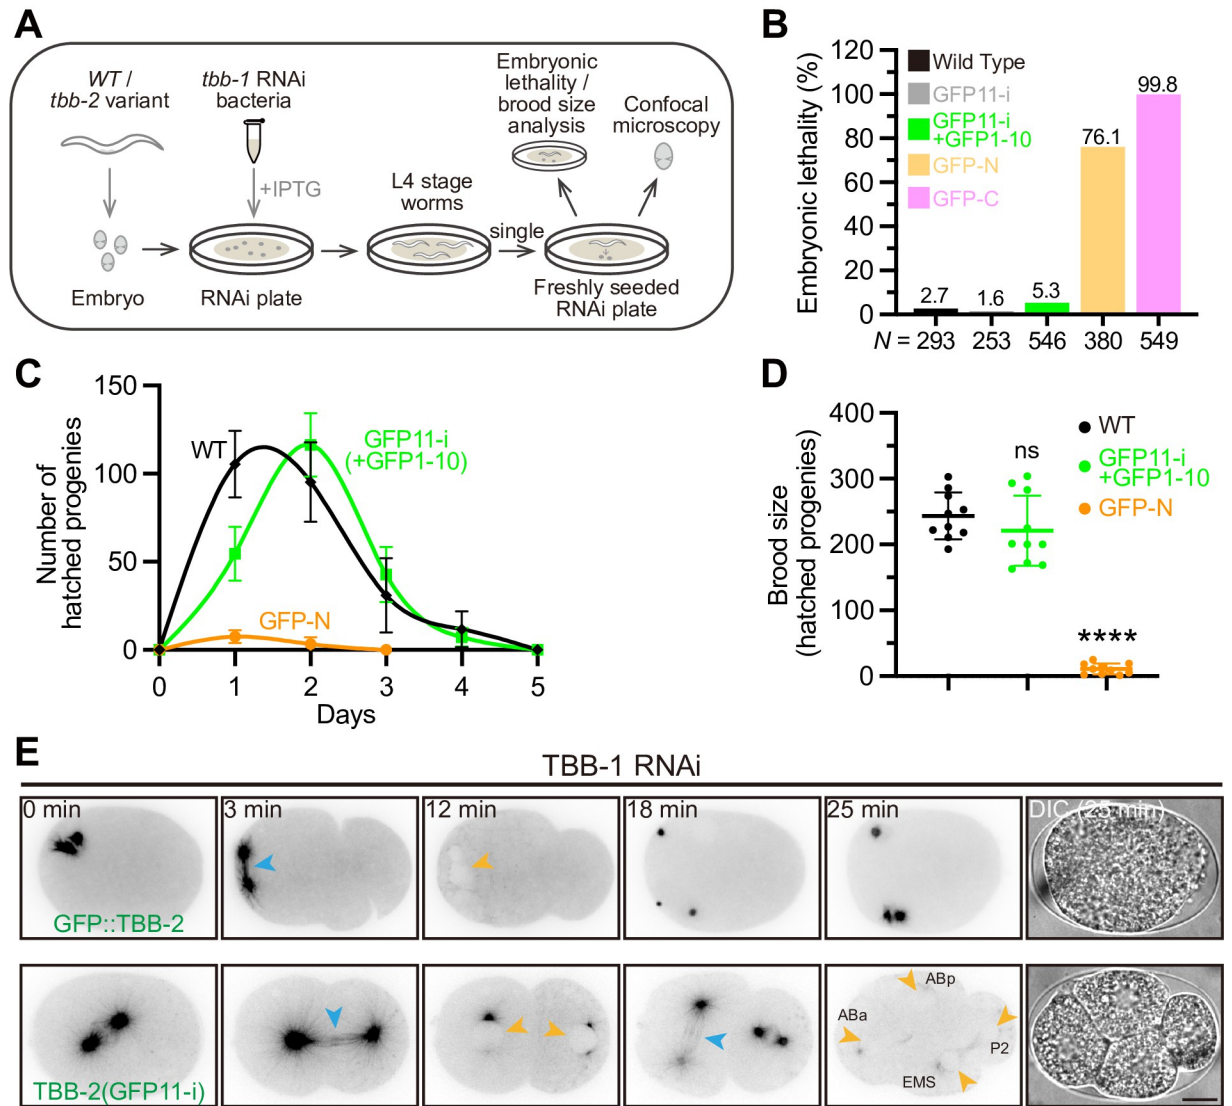 A
WT /
tbb-2 variant
tbb-1 RNAi
bacteria
+IPTG
Embryo
RNAi plate
L4 stage
worms
single
Embryonic
lethality /
brood size
analysis
Confocal
microscopy
Freshly seeded
RNAi plate
B
Embryonic lethality (%)
120
100
80
60
40
20
0
Wild Type
GFP11-i
GFP11-i
+GFP1-10
GFP-N
GFP-C
2.7
1.6
5.3
76.1
99.8
N = 293 253 546 380 549
C
Number of
hatched progenies
150
100
50
0
WT
GFP11-i
(+GFP1-10)
GFP-N
0 1 2 3 4 5
Days
D
Brood size
(hatched progenies)
400
300
200
100
0
ns
****
WT
GFP11-i
+GFP1-10
GFP-N
E
TBB-1 RNAi
0 min
3 min
12 min
18 min
25 min
DIC (25 min)
GFP::TBB-2
TBB-2(GFP11-i)
ABp
ABa
P2
EMS